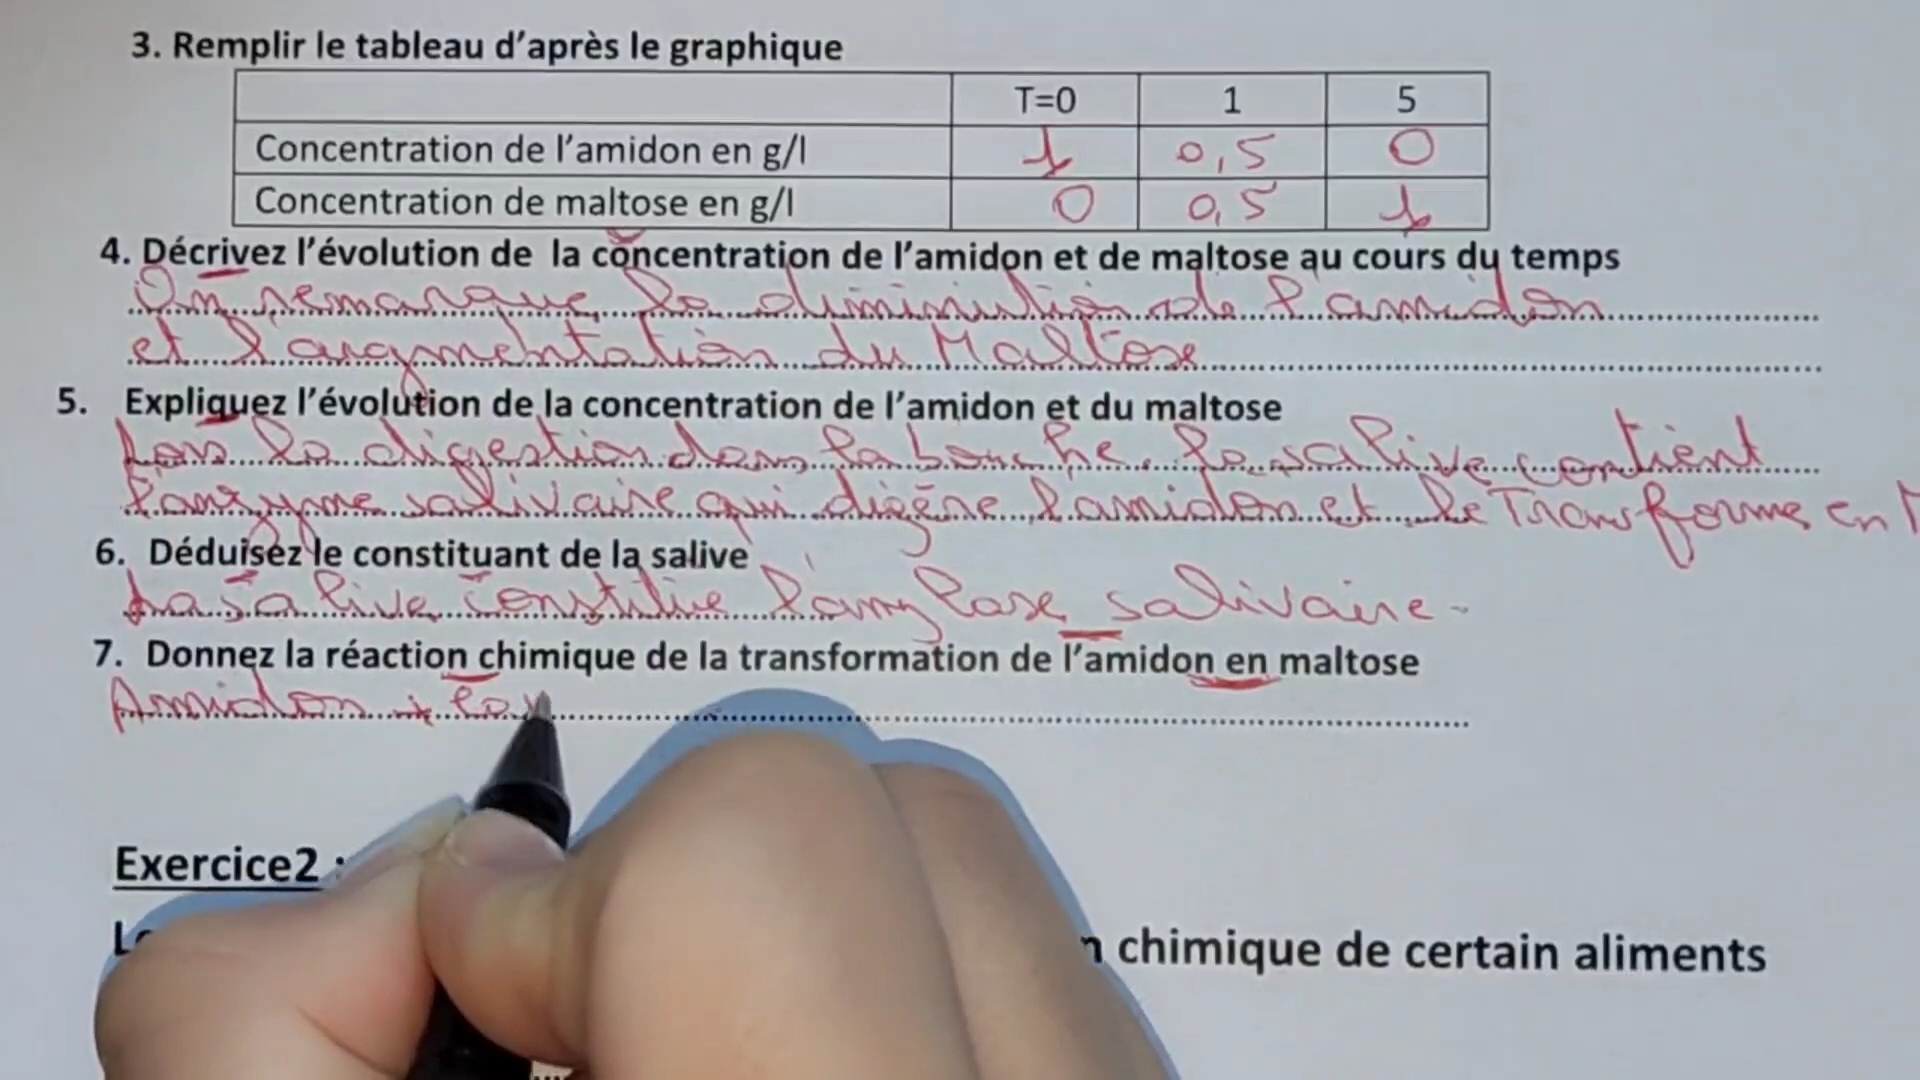 3. Remplir le tableau d'après le graphique
T=0 1 5
Concentration de l'amidon en g/l 1 0,5 0
Concentration de maltose en g/l 0 0,5 1
4. Décrivez l'évolution de la concentration de l'amidon et de maltose au cours du temps
On remarque la diminution de l'amidon
et l'augmentation du Maltose
5. Expliquez l'évolution de la concentration de l'amidon et du maltose
Lors la digestion dans la bouche, la salive contient
l'enzyme salivaire qui digère l'amidon et le Transforme en
6. Déduisez le constituant de la salive
La salive constitue l'amylase salivaire.
7. Donnez la réaction chimique de la transformation de l'amidon en maltose
Amidon +
Exercice2 :
chimique de certain aliments